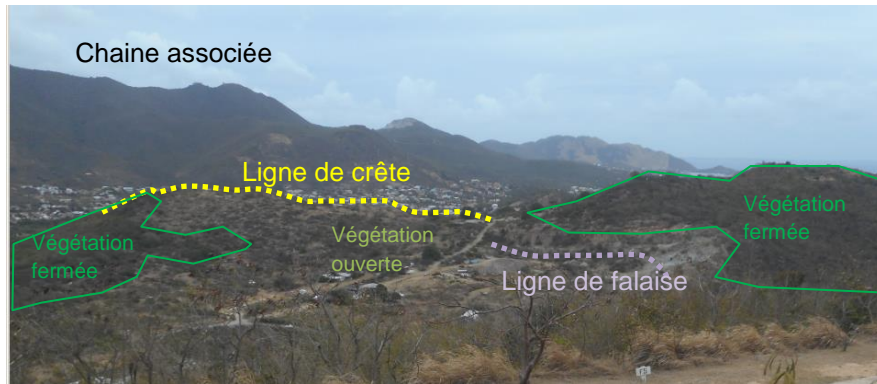 Chaine associée
Ligne de crête
Végétation
fermée
Végétation
ouverte
Végétation
fermée
Ligne de falaise